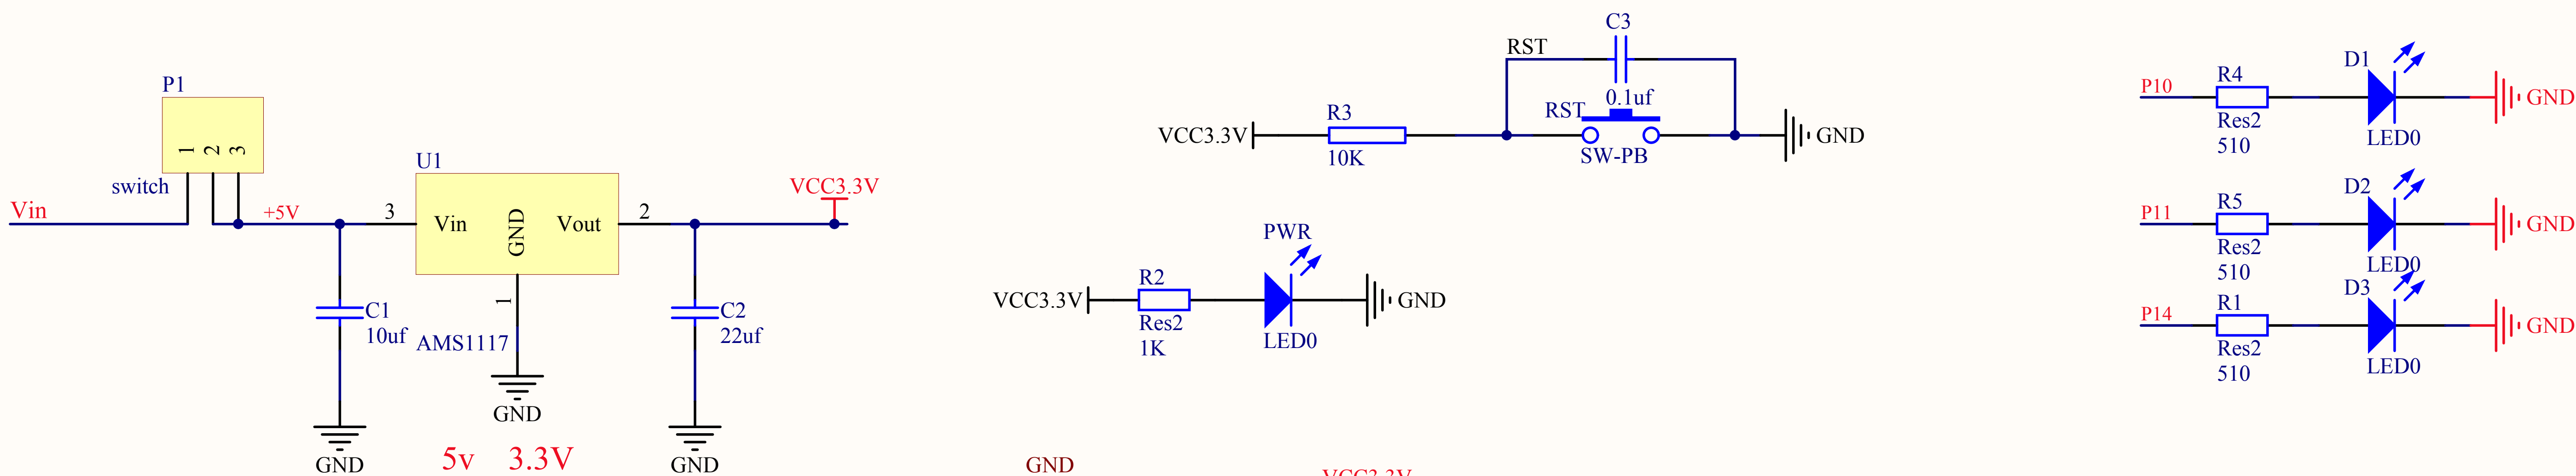 P1
1
2
3
switch
Vin
+5V
3
U1
Vin
GND
Vout
2
1
AMS1117
VCC3.3V
C1
10uf
C2
22uf
GND
GND
GND
5v 3.3V
C3
RST
0.1uf
RST
R3
VCC3.3V
10K
SW-PB
GND
PWR
R2
VCC3.3V
Res2
1K
LED0
GND
GND
VCC3.3V
P10
R4
Res2
510
D1
LED0
GND
P11
R5
Res2
510
D2
LED0
GND
P14
R1
Res2
510
D3
LED0
GND